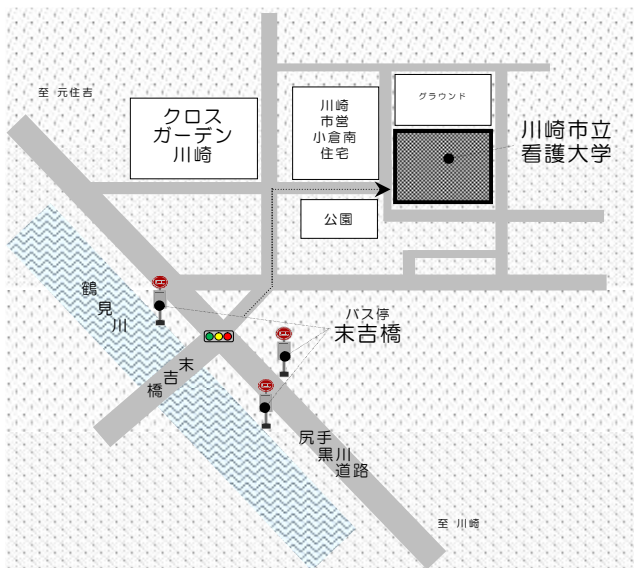 至 元住吉
クロス
ガーデン
川崎
川崎
市営
小倉南
住宅
グラウンド
川崎市立
看護大学
公園
鶴見川
バス停
末吉橋
末吉橋
尻手
黒川
道路
至 川崎